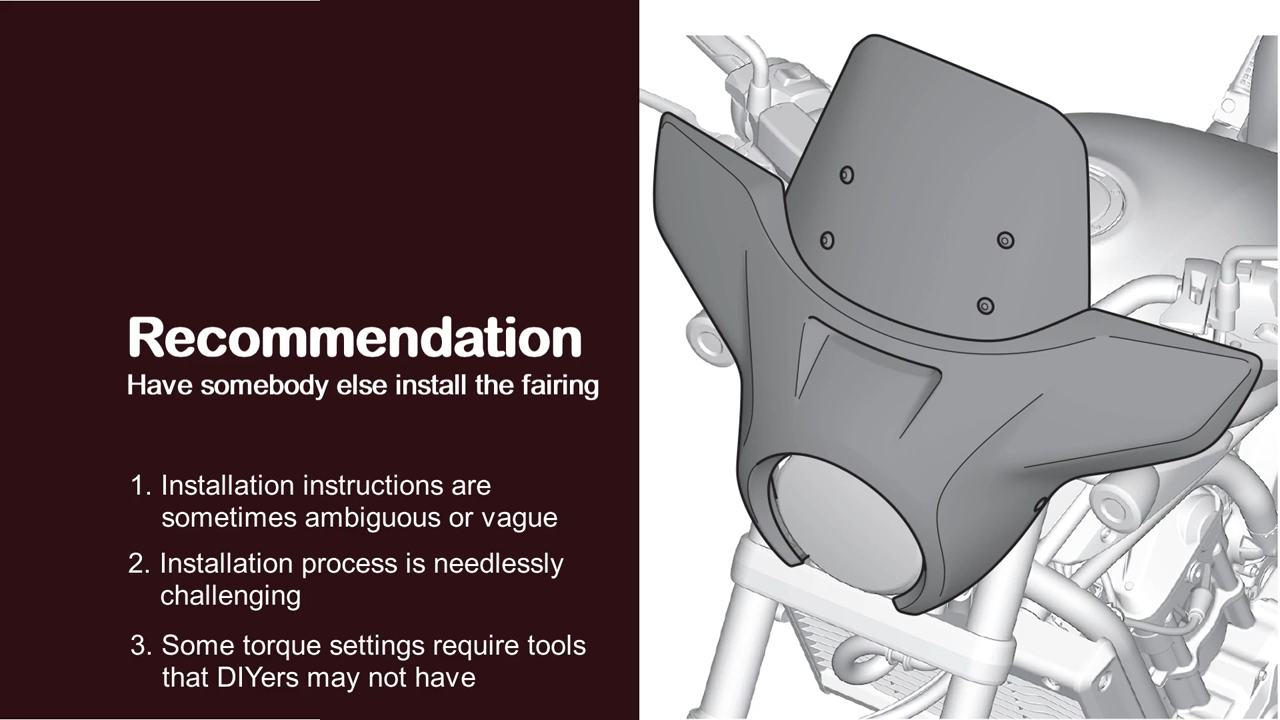 Recommendation
Have somebody else install the fairing
1. Installation instructions are
sometimes ambiguous or vague
2. Installation process is needlessly
challenging
3. Some torque settings require tools
that DIYers may not have